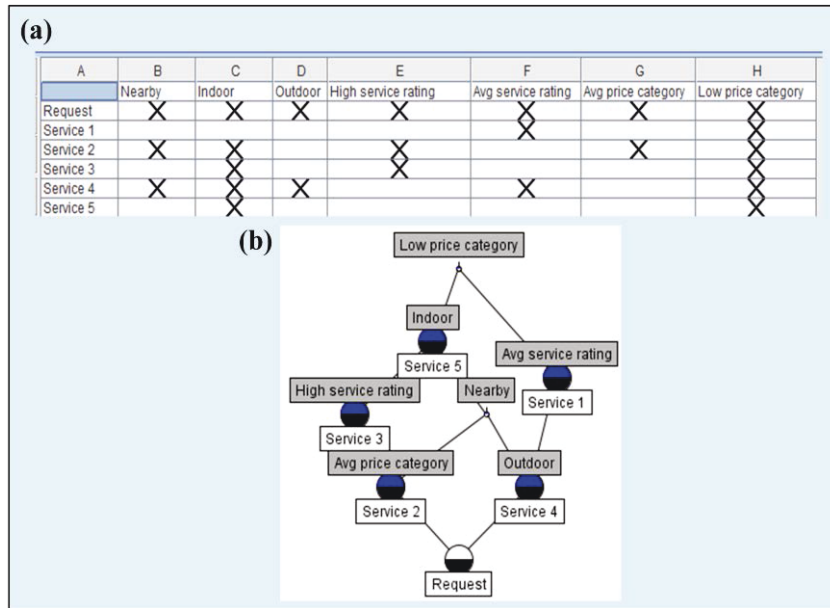 (a)
A B C D E F G H
Nearby Indoor Outdoor High service rating Avg service rating Avg price category Low price category
Request X X X X X X X
Service 1 X X
Service 2 X X X X X
Service 3 X X X
Service 4 X X X X X
Service 5 X X
(b)
Low price category
Indoor
Avg service rating
Service 5
High service rating Nearby
Service 1
Service 3
Avg price category Outdoor
Service 2 Service 4
Request